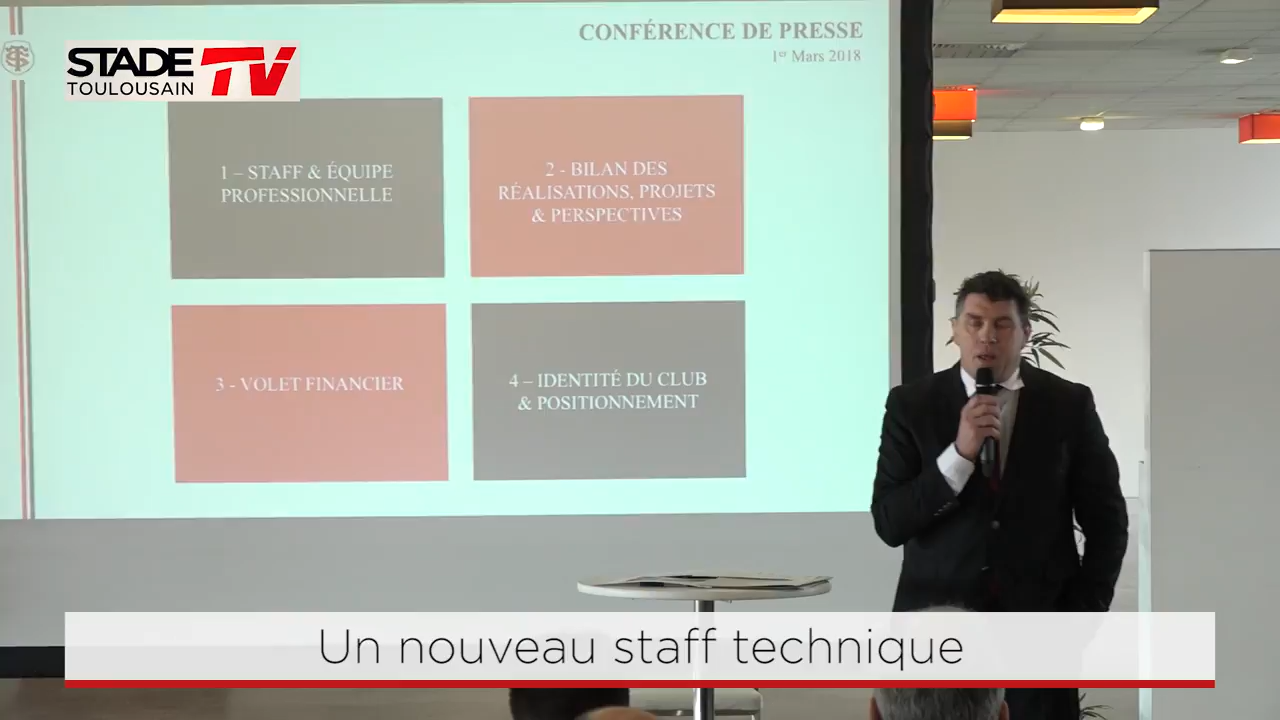 STADE TV
TOULOUSAIN
CONFÉRENCE DE PRESSE
1er Mars 2018
1 – STAFF & ÉQUIPE
PROFESSIONNELLE
2 - BILAN DES
RÉALISATIONS, PROJETS
& PERSPECTIVES
3 - VOLET FINANCIER
4 – IDENTITÉ DU CLUB
& POSITIONNEMENT
Un nouveau staff technique